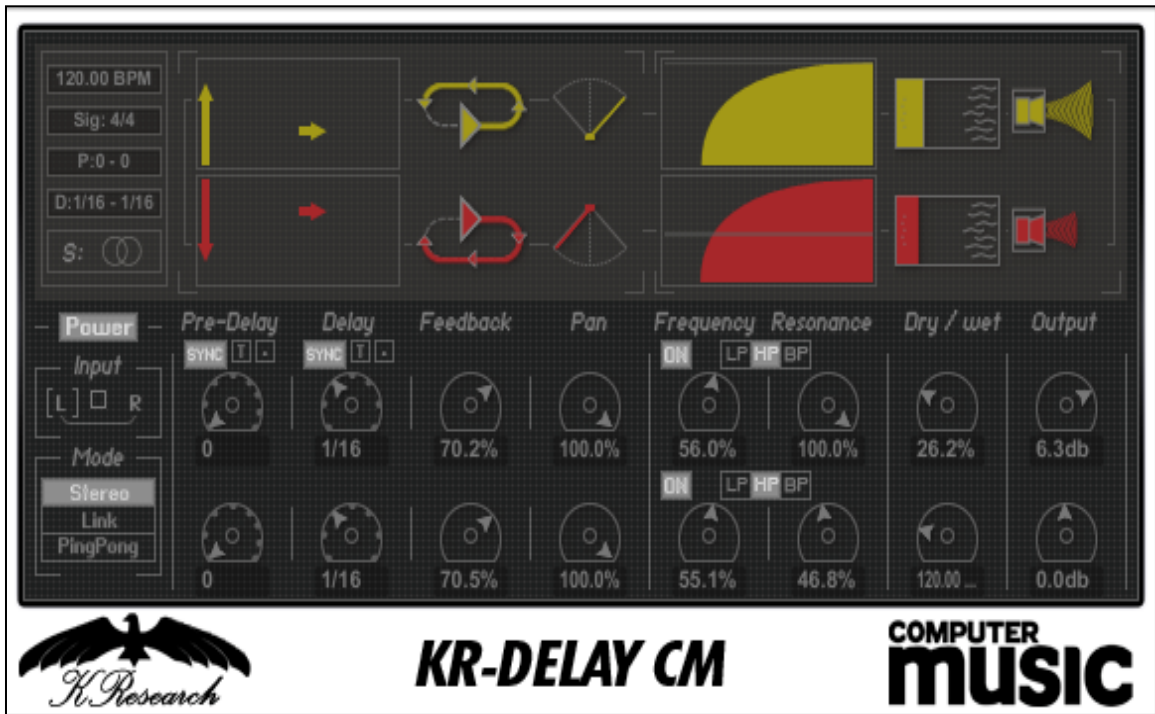 120.00 BPM
Sig: 4/4
P:0 - 0
D:1/16 - 1/16
S:
Power
Pre-Delay Delay Feedback Pan Frequency Resonance Dry / wet Output
SYNC T . SYNC T . ON LP HP BP
Input
[L] R
0 1/16 70.2% 100.0% 56.0% 100.0% 26.2% 6.3db
Mode
ON LP HP BP
Stereo
Link
PingPong
0 1/16 70.5% 100.0% 55.1% 46.8% 120.00 ... 0.0db
K.Research
KR-DELAY CM
COMPUTER
music